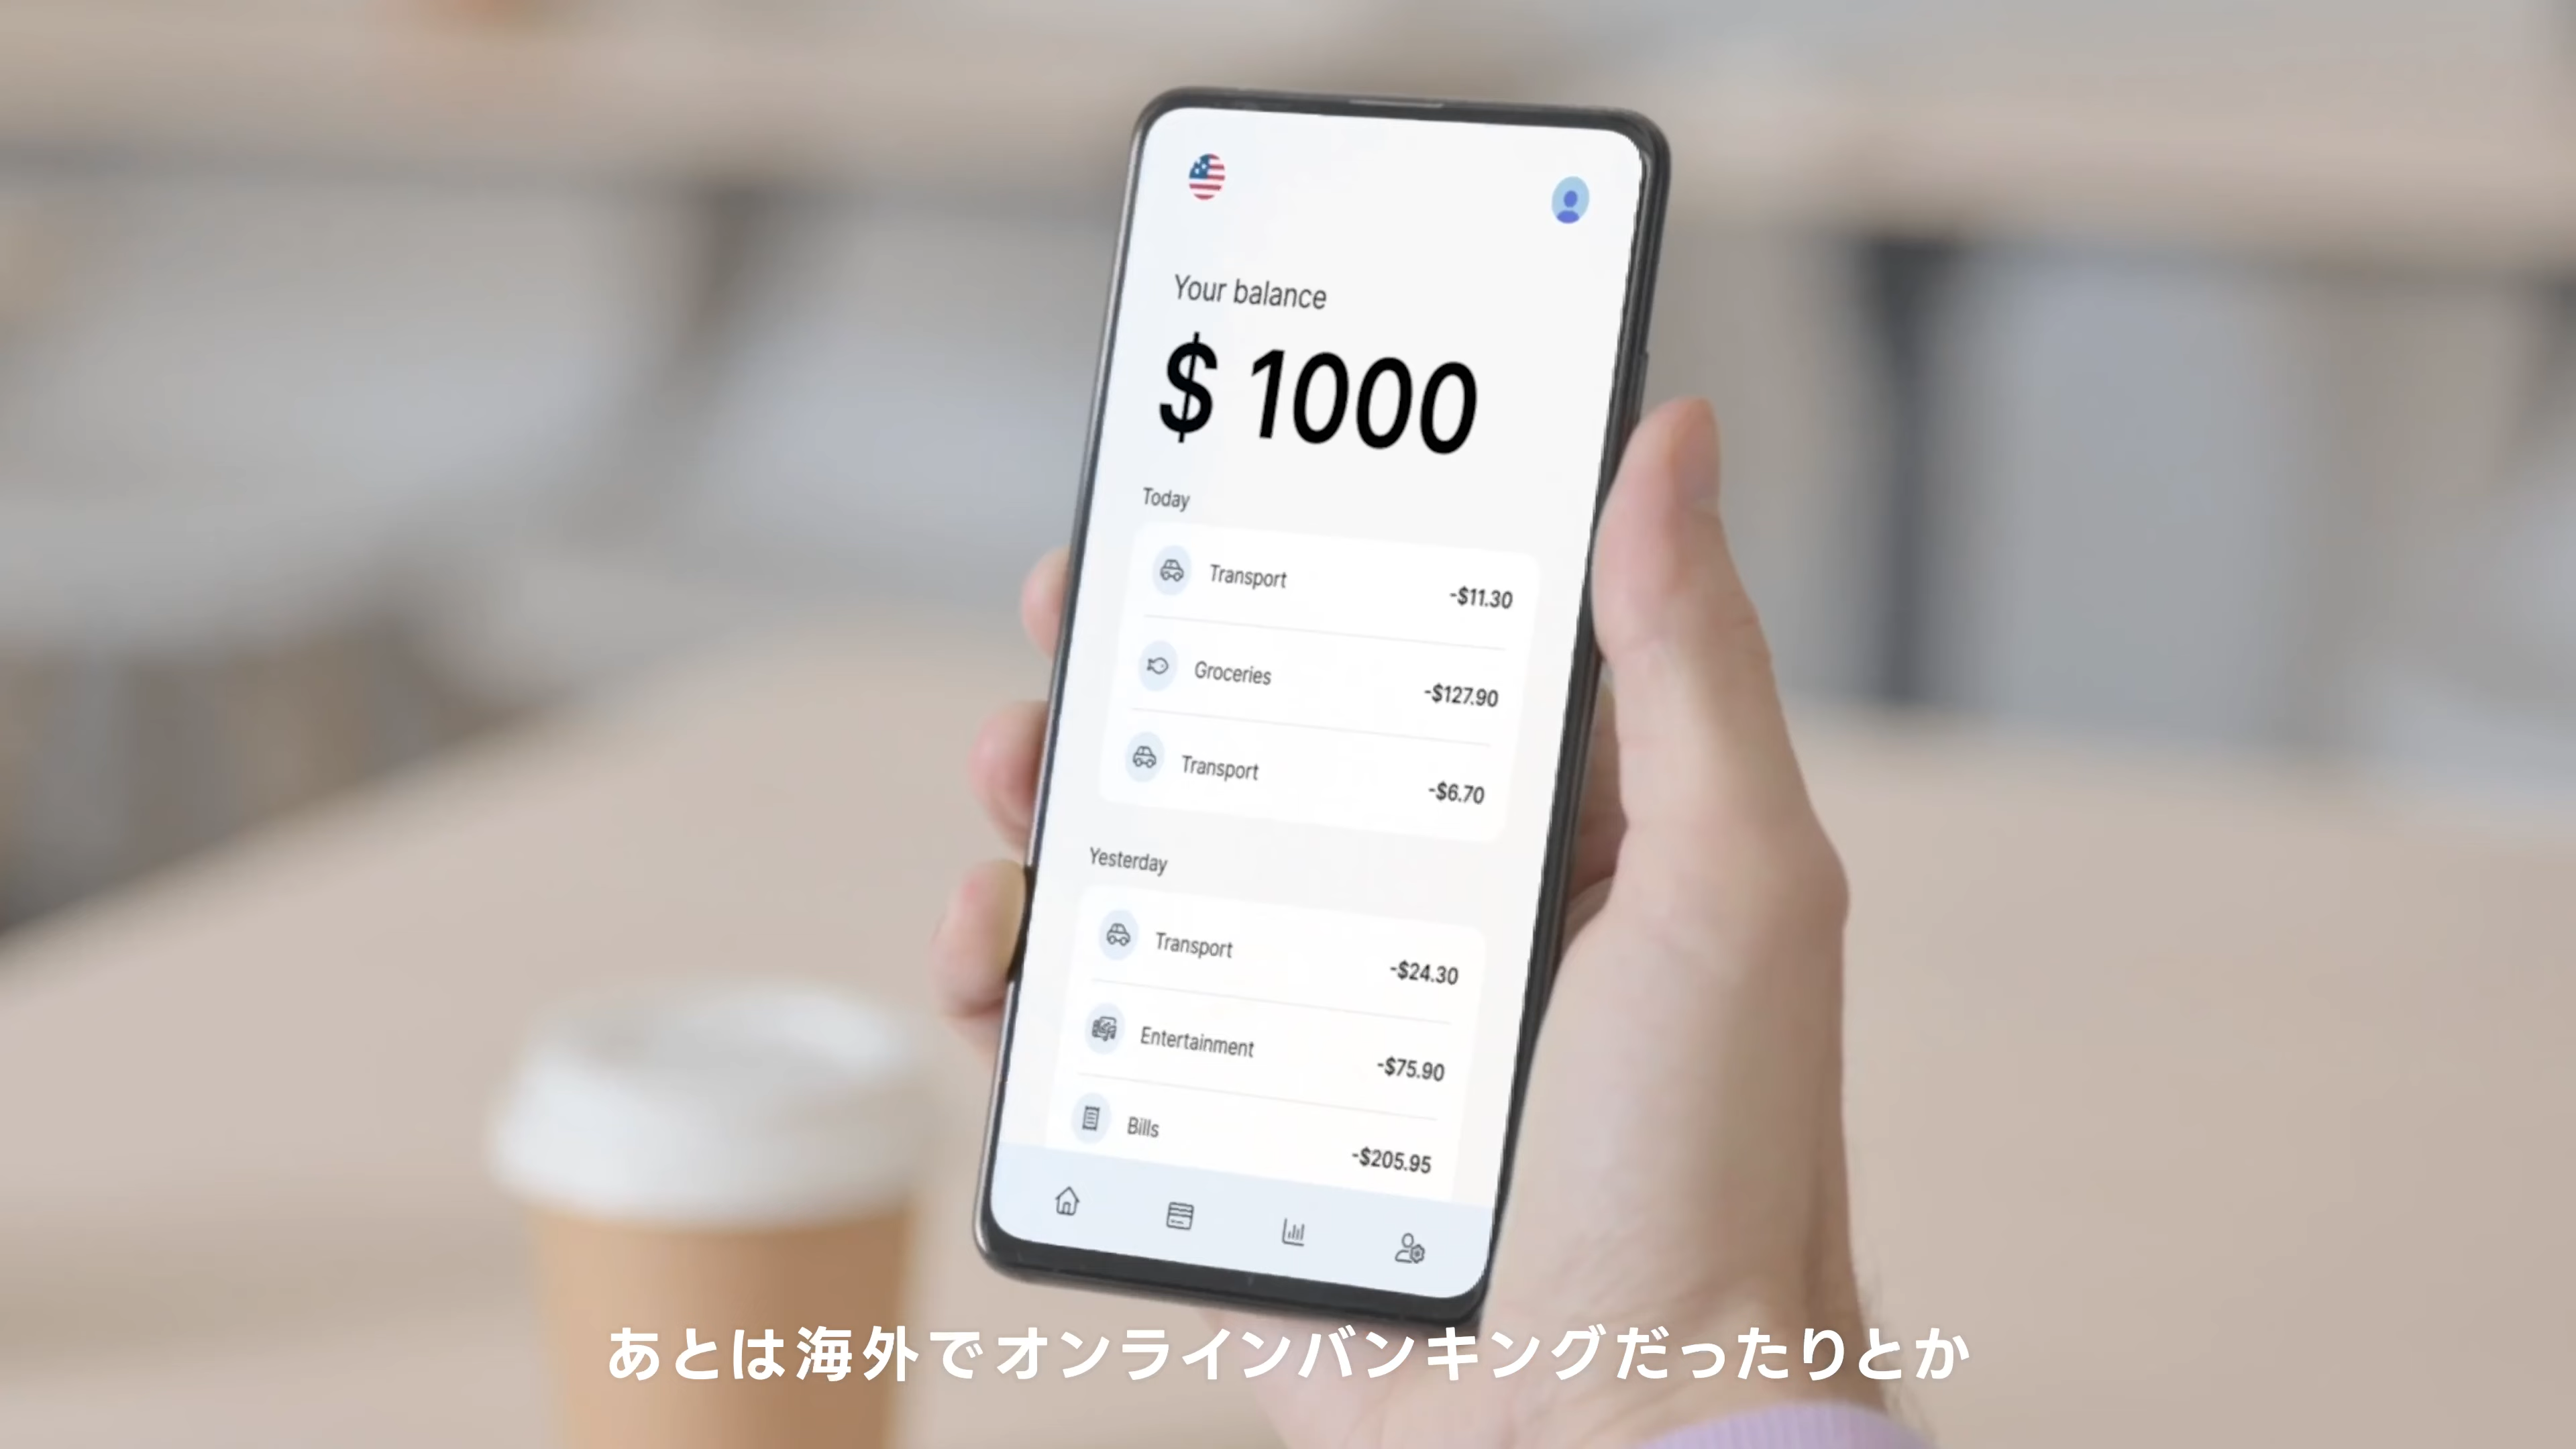 Your balance
$ 1000
Today
Transport -$11.30
Groceries -$127.90
Transport -$6.70
Yesterday
Transport -$24.30
Entertainment -$75.90
Bills -$205.95
あとは海外でオンラインバンキングだったりとか